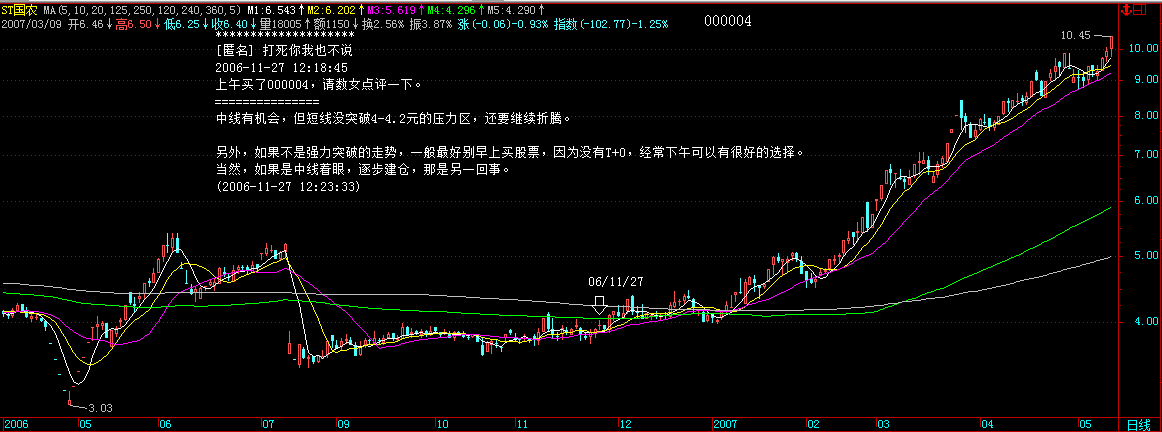 ST国农 MA(5,10,20,125,250,120,240,360,5) M1:6.543↑M2:6.202↑M3:5.619↑M4:4.296↑M5:4.290↑
2007/03/09 开6.46↓高6.50↓低6.25↓收6.40↓量18005↑额1150↓换2.56% 振3.87% 涨(-0.06)-0.93% 指数(-102.77)-1.25%
000004
********************
[匿名] 打死你我也不说
2006-11-27 12:18:45
上午买了000004，请数女点评一下。
===============
中线有机会，但短线没突破4-4.2元的压力区，还要继续折腾。
另外，如果不是强力突破的走势，一般最好别早上买股票，因为没有T+0，经常下午可以有很好的选择。
当然，如果是中线着眼，逐步建仓，那是另一回事。
(2006-11-27 12:23:33)
10.45
10.00
9.00
8.00
7.00
6.00
5.00
4.00
06/11/27
3.03
2006 05 06 07 08 09 10 11 12 2007 02 03 04 05 日线